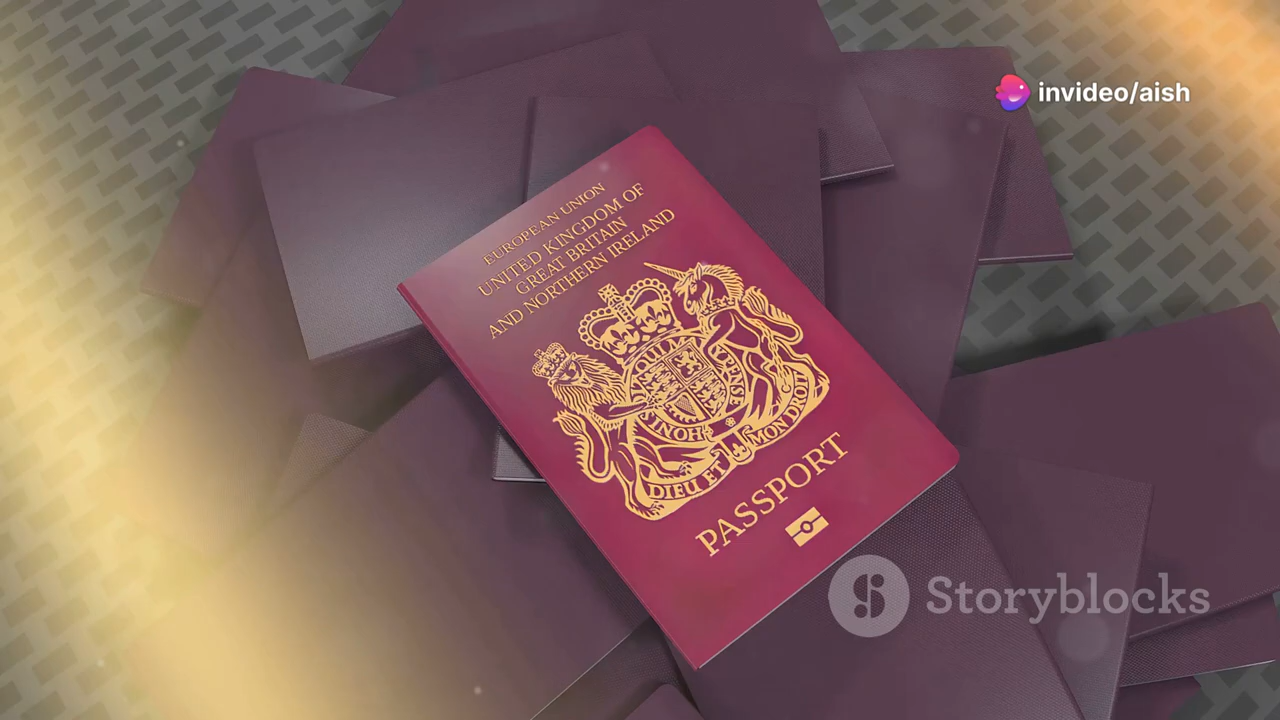 invideo/aish
EUROPEAN UNION
UNITED KINGDOM OF
GREAT BRITAIN
AND NORTHERN IRELAND
DIEU ET MON DROIT
PASSPORT
Storyblocks